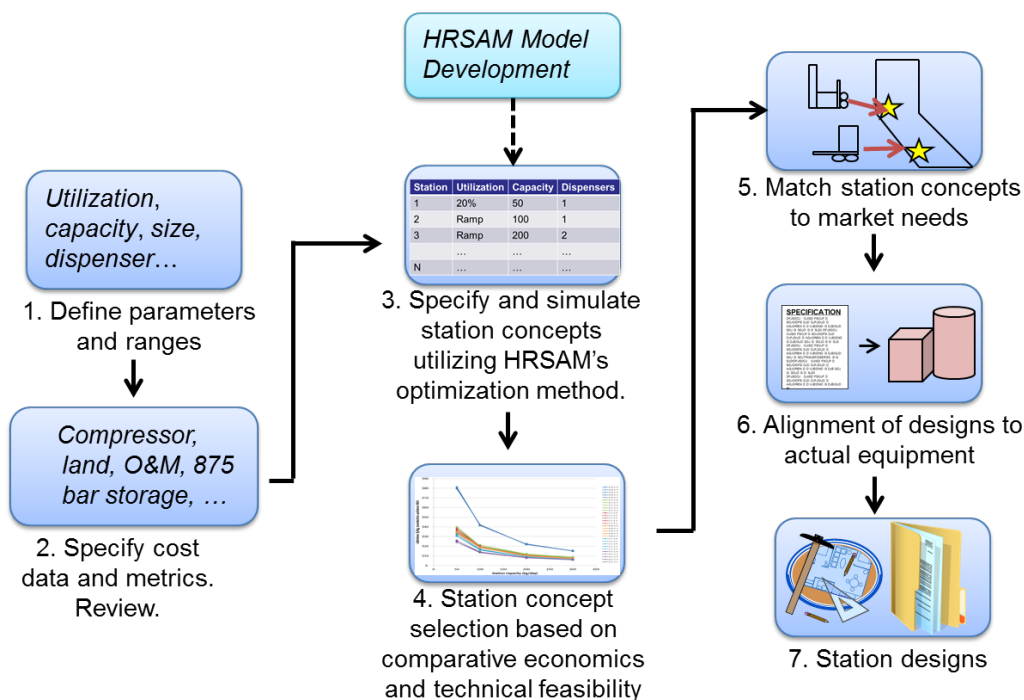 HRSAM Model
Development
Utilization,
capacity, size,
dispenser…
1. Define parameters
and ranges
Compressor,
land, O&M, 875
bar storage, …
2. Specify cost
data and metrics.
Review.
Station Utilization Capacity Dispensers
1 20% 50 1
2 Ramp 100 1
3 Ramp 200 2
… … …
N … … …
3. Specify and simulate
station concepts
utilizing HRSAM's
optimization method.
Station Capacity (kg/day)
4. Station concept
selection based on
comparative economics
and technical feasibility
5. Match station concepts
to market needs
SPECIFICATION
6. Alignment of designs to
actual equipment
7. Station designs